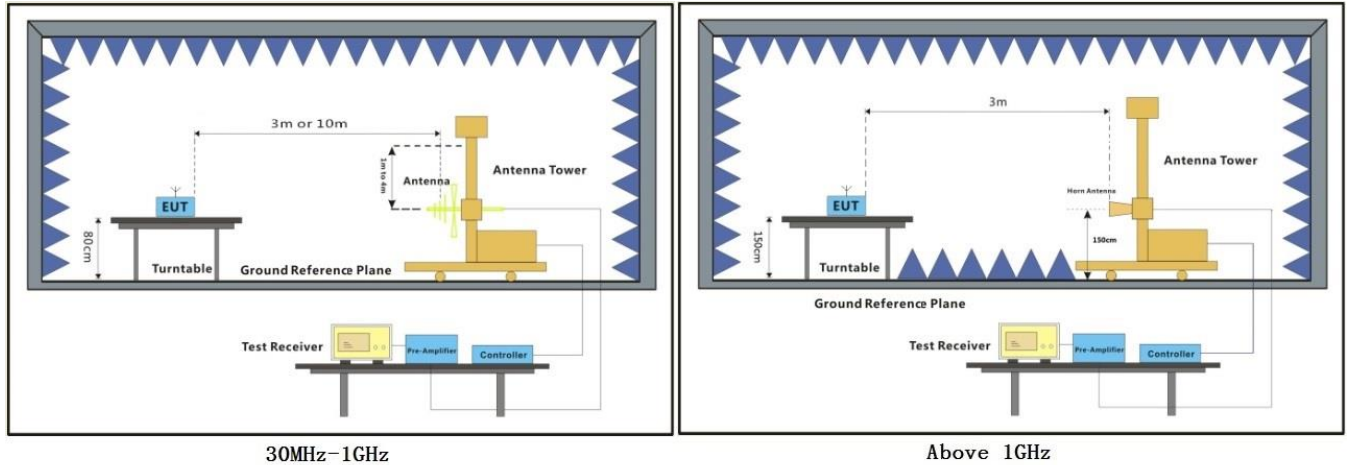 3m or 10m
1m to 4m
Antenna
Antenna Tower
EUT
80cm
Turntable
Ground Reference Plane
Test Receiver
Pre-Amplifier
Controller
30MHz-1GHz
3m
Antenna Tower
Horn Antenna
EUT
150cm
150cm
Turntable
Ground Reference Plane
Test Receiver
Pre-Amplifier
Controller
Above 1GHz